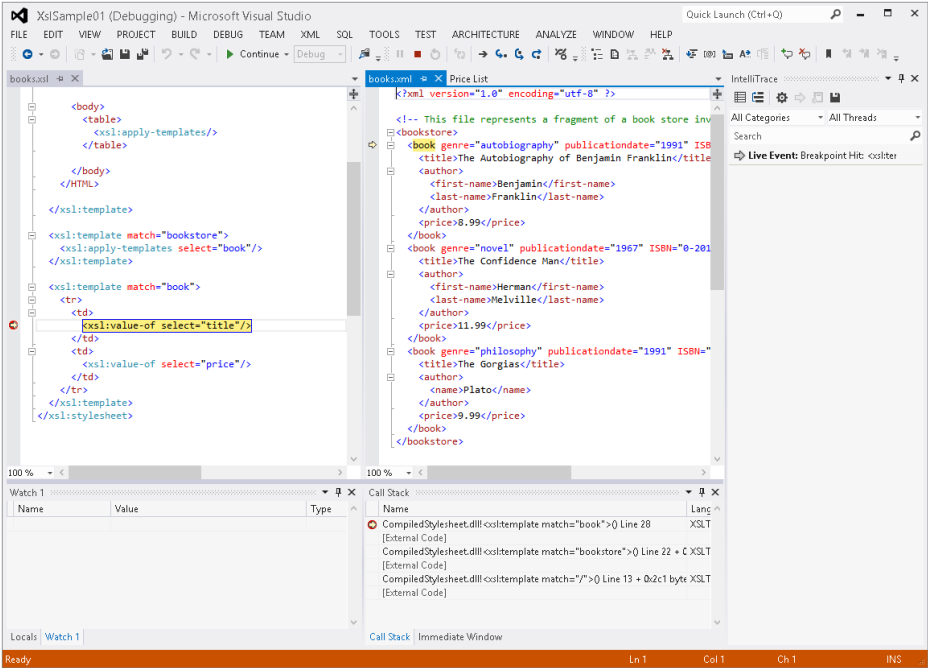 XslSample01 (Debugging) - Microsoft Visual Studio
Quick Launch (Ctrl+Q)
FILE EDIT VIEW PROJECT BUILD DEBUG TEAM XML SQL TOOLS TEST ARCHITECTURE ANALYZE WINDOW HELP
Continue Debug
books.xsl
<body>
<table>
<xsl:apply-templates/>
</table>
</body>
</HTML>
</xsl:template>
<xsl:template match="bookstore">
<xsl:apply-templates select="book"/>
</xsl:template>
<xsl:template match="book">
<tr>
<td>
<xsl:value-of select="title"/>
</td>
<td>
<xsl:value-of select="price"/>
</td>
</tr>
</xsl:template>
</xsl:stylesheet>
100 %
books.xml Price List
<?xml version="1.0" encoding="utf-8" ?>
<!-- This file represents a fragment of a book store inv
<bookstore>
<book genre="autobiography" publicationdate="1991" ISB
<title>The Autobiography of Benjamin Franklin</title
<author>
<first-name>Benjamin</first-name>
<last-name>Franklin</last-name>
</author>
<price>8.99</price>
</book>
<book genre="novel" publicationdate="1967" ISBN="0-201
<title>The Confidence Man</title>
<author>
<first-name>Herman</first-name>
<last-name>Melville</last-name>
</author>
<price>11.99</price>
</book>
<book genre="philosophy" publicationdate="1991" ISBN="
<title>The Gorgias</title>
<author>
<name>Plato</name>
</author>
<price>9.99</price>
</book>
</bookstore>
100 %
IntelliTrace
All Categories All Threads
Search
Live Event: Breakpoint Hit: <xsl:ter
Watch 1
Name Value Type
Locals Watch 1
Call Stack
Name Lang
CompiledStylesheet.dll!<xsl:template match="book">() Line 28 XSLT
[External Code]
CompiledStylesheet.dll!<xsl:template match="bookstore">() Line 22 + 0 XSLT
[External Code]
CompiledStylesheet.dll!<xsl:template match="/">() Line 13 + 0x2c1 byte XSLT
[External Code]
Call Stack Immediate Window
Ready Ln 1 Col 1 Ch 1 INS